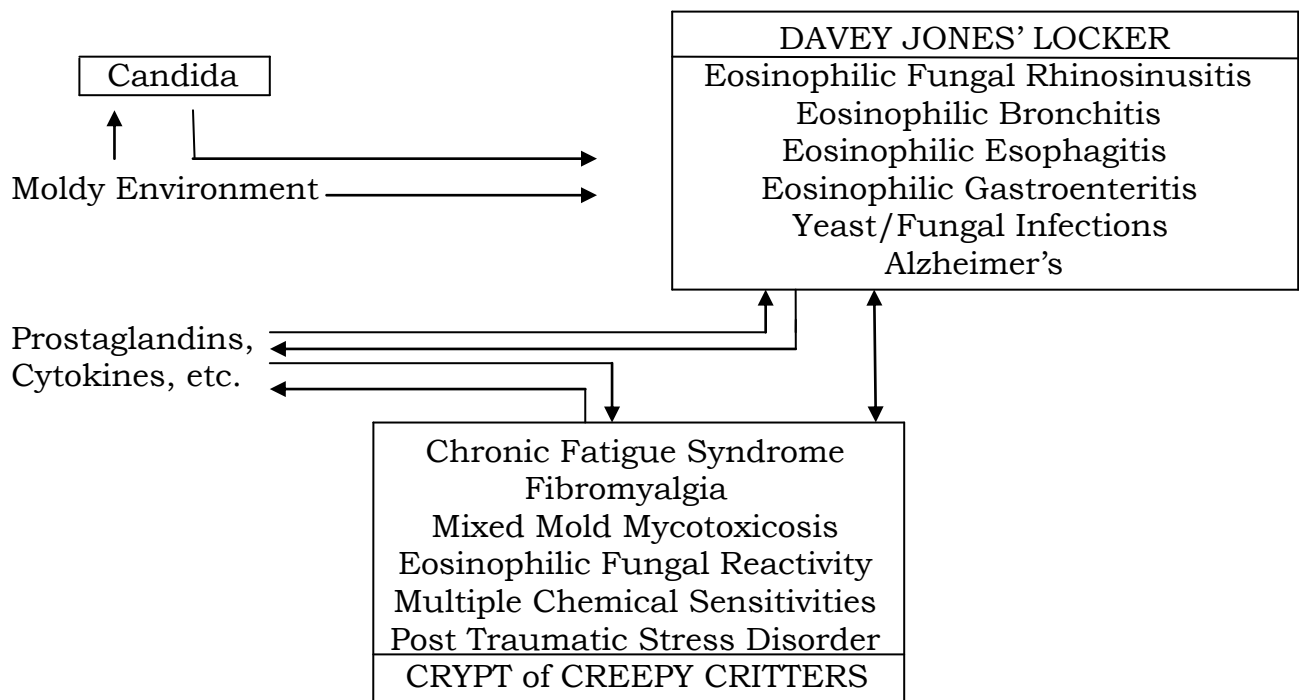 DAVEY JONES’ LOCKER
Eosinophilic Fungal Rhinosinusitis
Eosinophilic Bronchitis
Eosinophilic Esophagitis
Eosinophilic Gastroenteritis
Yeast/Fungal Infections
Alzheimer’s
Candida
Moldy Environment
Prostaglandins,
Cytokines, etc.
Chronic Fatigue Syndrome
Fibromyalgia
Mixed Mold Mycotoxicosis
Eosinophilic Fungal Reactivity
Multiple Chemical Sensitivities
Post Traumatic Stress Disorder
CRYPT of CREEPY CRITTERS